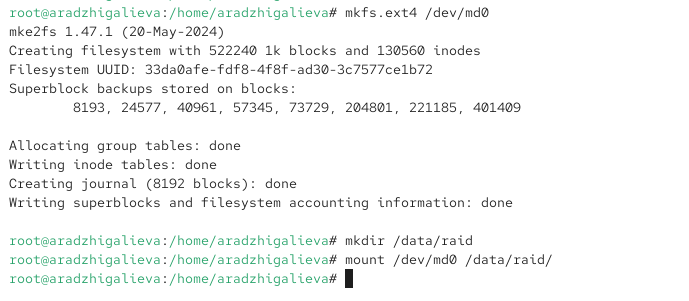 root@aradzhigalieva:/home/aradzhigalieva# mkfs.ext4 /dev/md0
mke2fs 1.47.1 (20-May-2024)
Creating filesystem with 522240 1k blocks and 130560 inodes
Filesystem UUID: 33da0afe-fdf8-4f8f-ad30-3c7577ce1b72
Superblock backups stored on blocks:
        8193, 24577, 40961, 57345, 73729, 204801, 221185, 401409

Allocating group tables: done
Writing inode tables: done
Creating journal (8192 blocks): done
Writing superblocks and filesystem accounting information: done

root@aradzhigalieva:/home/aradzhigalieva# mkdir /data/raid
root@aradzhigalieva:/home/aradzhigalieva# mount /dev/md0 /data/raid/
root@aradzhigalieva:/home/aradzhigalieva#